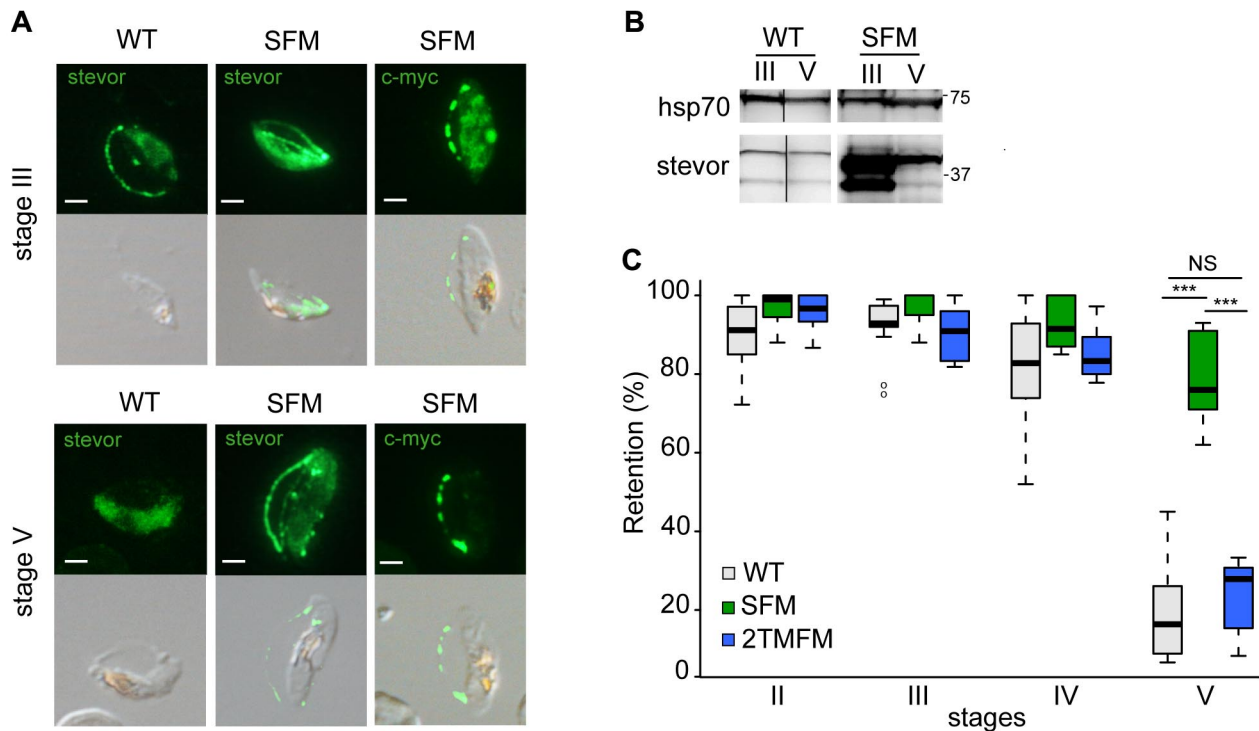 A
WT SFM SFM
stevor stevor c-myc
stage III
WT SFM SFM
stevor stevor c-myc
stage V
B
WT SFM
III V III V
hsp70 -75
stevor -37
C
NS
*** ***
100
80
60
40
20
0
Retention (%)
WT
SFM
2TMFM
II III IV V
stages